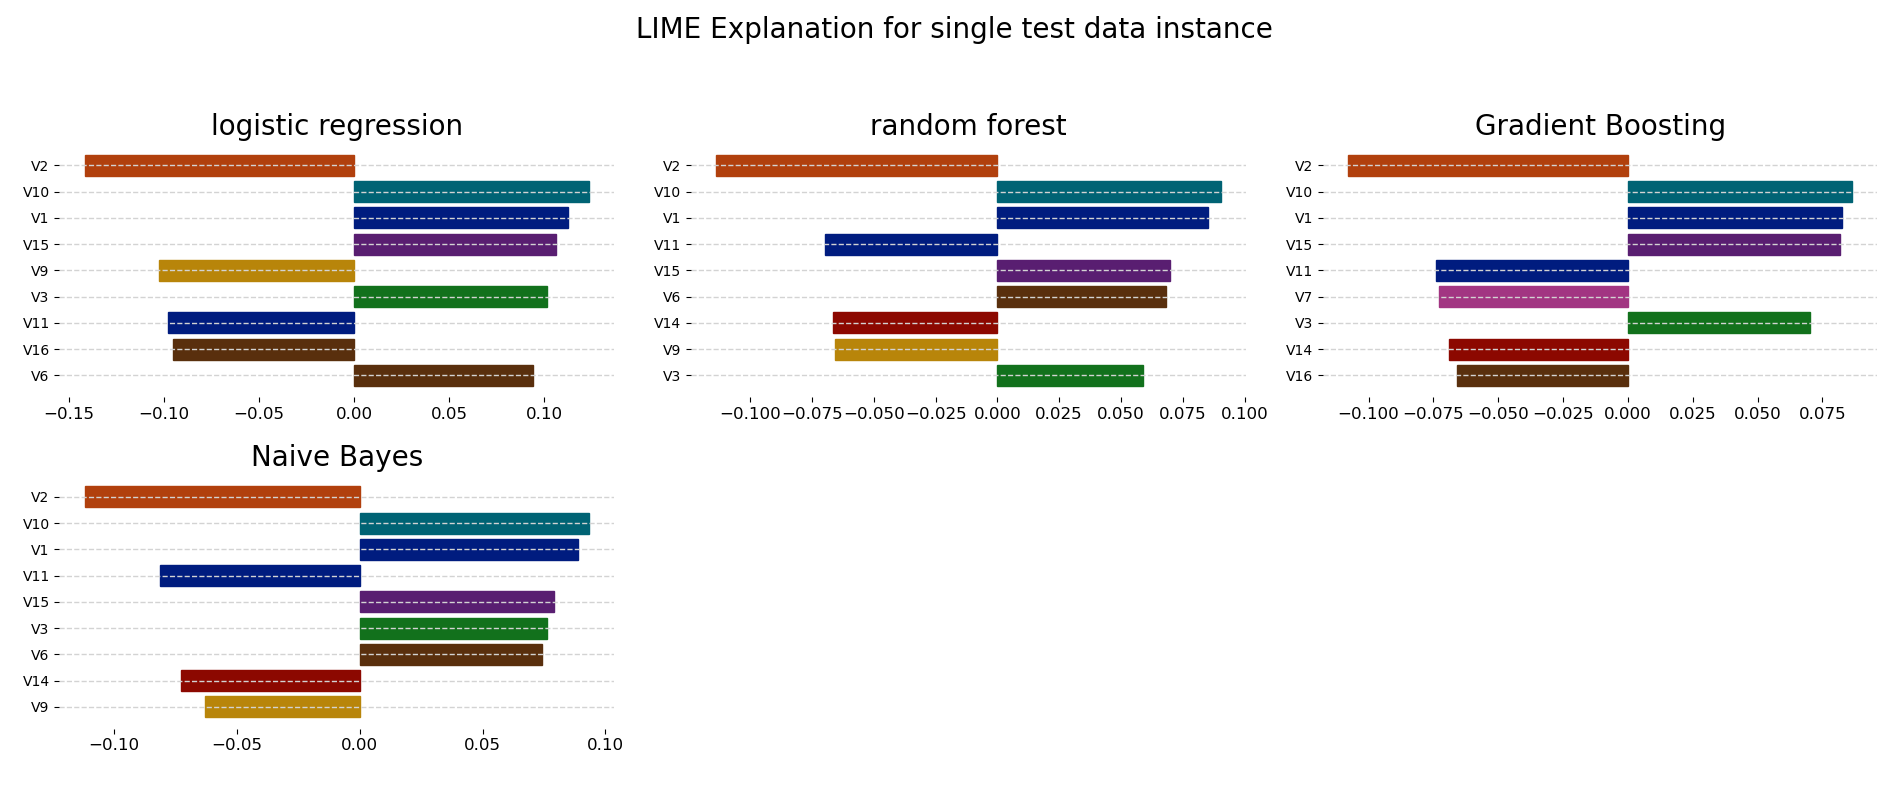 LIME Explanation for single test data instance
logistic regression
V2
V10
V1
V15
V9
V3
V11
V16
V6
−0.15 −0.10 −0.05 0.00 0.05 0.10
random forest
V2
V10
V1
V11
V15
V6
V14
V9
V3
−0.100 −0.075 −0.050 −0.025 0.000 0.025 0.050 0.075 0.100
Gradient Boosting
V2
V10
V1
V15
V11
V7
V3
V14
V16
−0.100 −0.075 −0.050 −0.025 0.000 0.025 0.050 0.075
Naive Bayes
V2
V10
V1
V11
V15
V3
V6
V14
V9
−0.10 −0.05 0.00 0.05 0.10